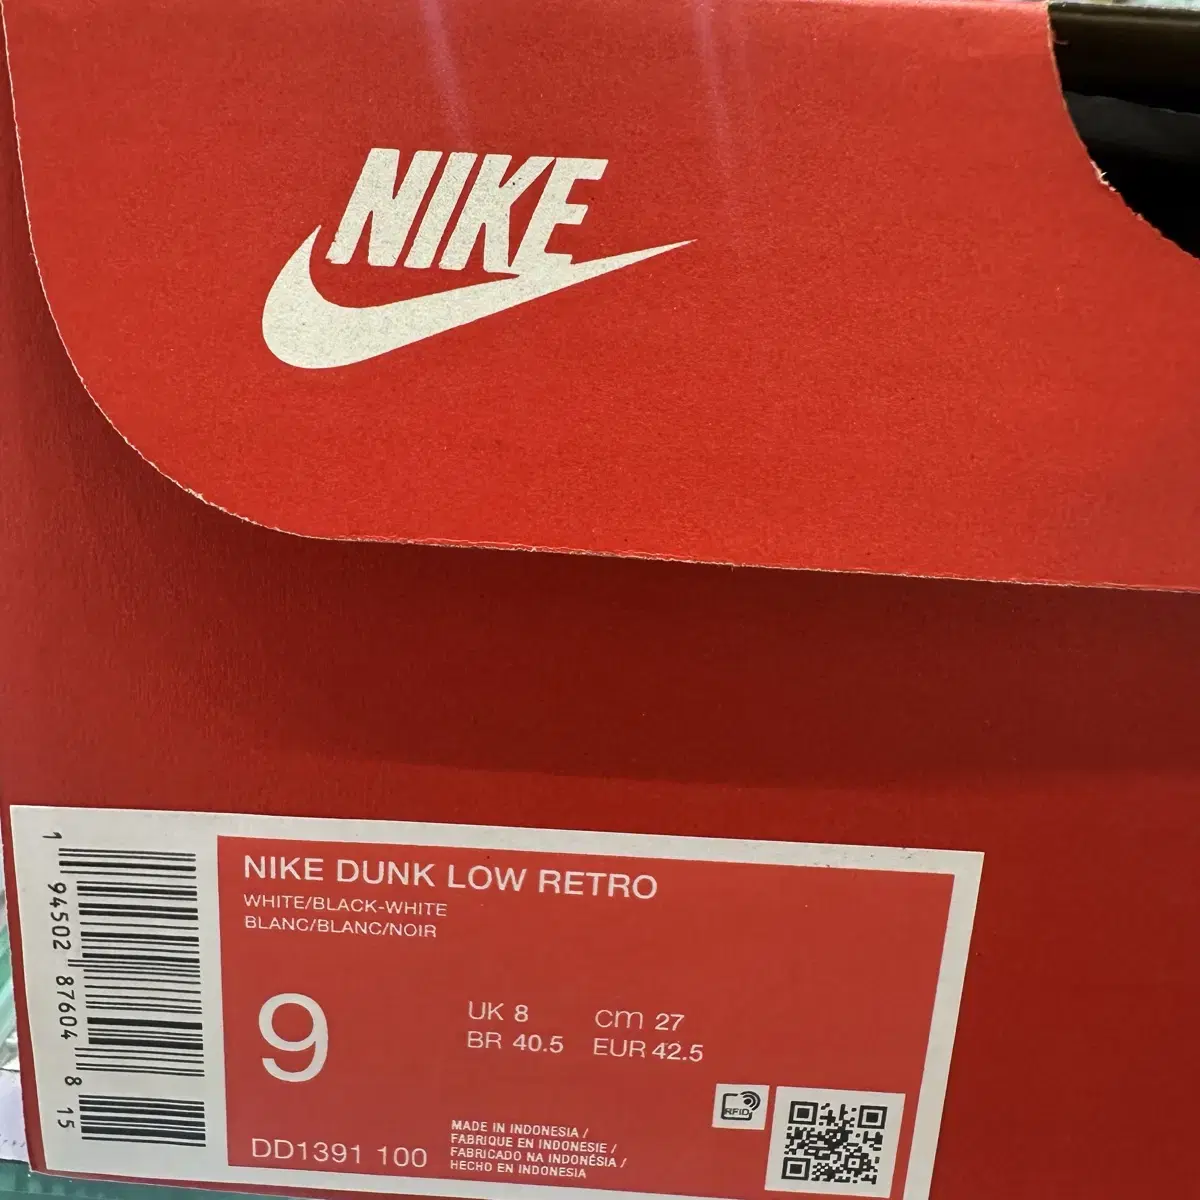 NIKE
1 94502 87604 8 15
NIKE DUNK LOW RETRO
WHITE/BLACK-WHITE
BLANC/BLANC/NOIR
9
UK 8 cm 27
BR 40.5 EUR 42.5
RFID
DD1391 100
MADE IN INDONESIA /
FABRIQUE EN INDONÉSIE /
FABRICADO NA INDONÉSIA /
HECHO EN INDONESIA